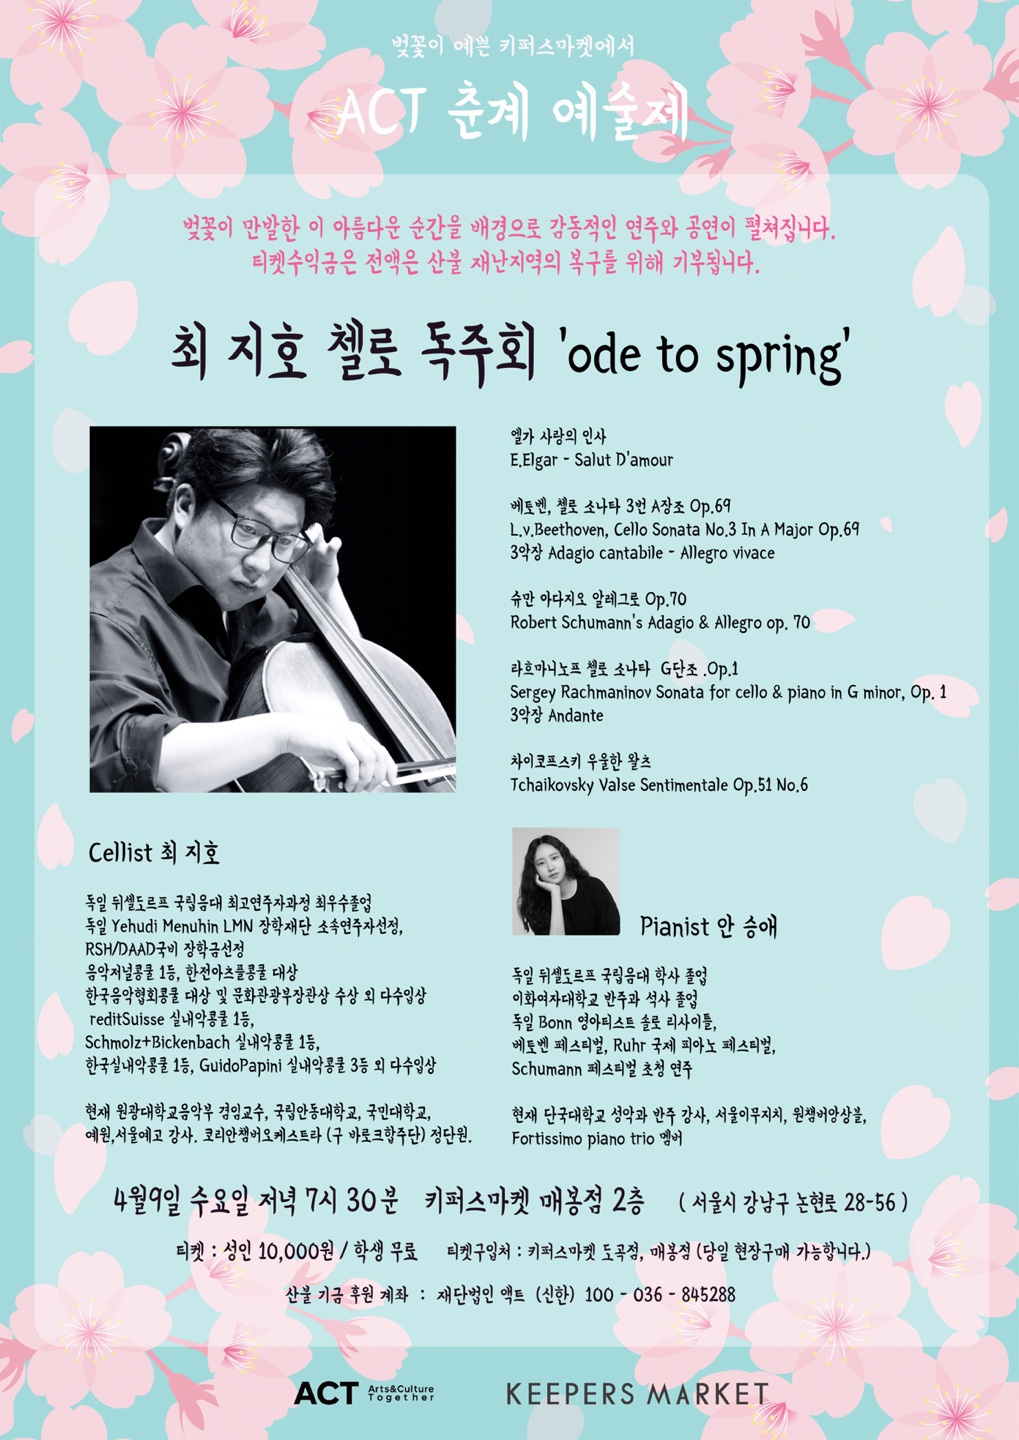 벚꽃이 예쁜 키퍼스마켓에서
ACT 춘계 예술제
벚꽃이 만발한 이 아름다운 순간을 배경으로 감동적인 연주와 공연이 펼쳐집니다.
티켓수익금은 전액은 산불 재난지역의 복구를 위해 기부됩니다.
최 지호 첼로 독주회 'ode to spring'
엘가 사랑의 인사
E.Elgar - Salut D'amour
베토벤, 첼로 소나타 3번 A장조 Op.69
L.v.Beethoven, Cello Sonata No.3 In A Major Op.69
3악장 Adagio cantabile - Allegro vivace
슈만 아다지오 알레그로 Op.70
Robert Schumann's Adagio & Allegro op. 70
라흐마니노프 첼로 소나타 G단조 .Op.1
Sergey Rachmaninov Sonata for cello & piano in G minor, Op. 1
3악장 Andante
차이코프스키 우울한 왈츠
Tchaikovsky Valse Sentimentale Op.51 No.6
Cellist 최 지호
독일 뒤셀도르프 국립음대 최고연주자과정 최우수졸업
독일 Yehudi Menuhin LMN 장학재단 소속연주자선정,
RSH/DAAD국비 장학금선정
음악저널콩쿨 1등, 한전아츠풀콩쿨 대상
한국음악협회콩쿨 대상 및 문화관광부장관상 수상 외 다수입상
reditSuisse 실내악콩쿨 1등,
Schmolz+Bickenbach 실내악콩쿨 1등,
한국실내악콩쿨 1등, GuidoPapini 실내악콩쿨 3등 외 다수입상
현재 원광대학교음악부 겸임교수, 국립안동대학교, 국민대학교,
예원,서울예고 강사. 코리안챔버오케스트라 (구 바로크합주단) 정단원.
Pianist 안 승애
독일 뒤셀도르프 국립음대 학사 졸업
이화여자대학교 반주과 석사 졸업
독일 Bonn 영아티스트 솔로 리사이틀,
베토벤 페스티벌, Ruhr 국제 피아노 페스티벌,
Schumann 페스티벌 초청 연주
현재 단국대학교 성악과 반주 강사, 서울이무지치, 원챔버앙상블,
Fortissimo piano trio 멤버
4월9일 수요일 저녁 7시 30분 키퍼스마켓 매봉점 2층 ( 서울시 강남구 논현로 28-56 )
티켓 : 성인 10,000원 / 학생 무료 티켓구입처 : 키퍼스마켓 도곡점, 매봉점 (당일 현장구매 가능합니다.)
산불 기금 후원 계좌 : 재단법인 액트 (신한) 100 - 036 - 845288
ACT Arts&Culture Together KEEPERS MARKET